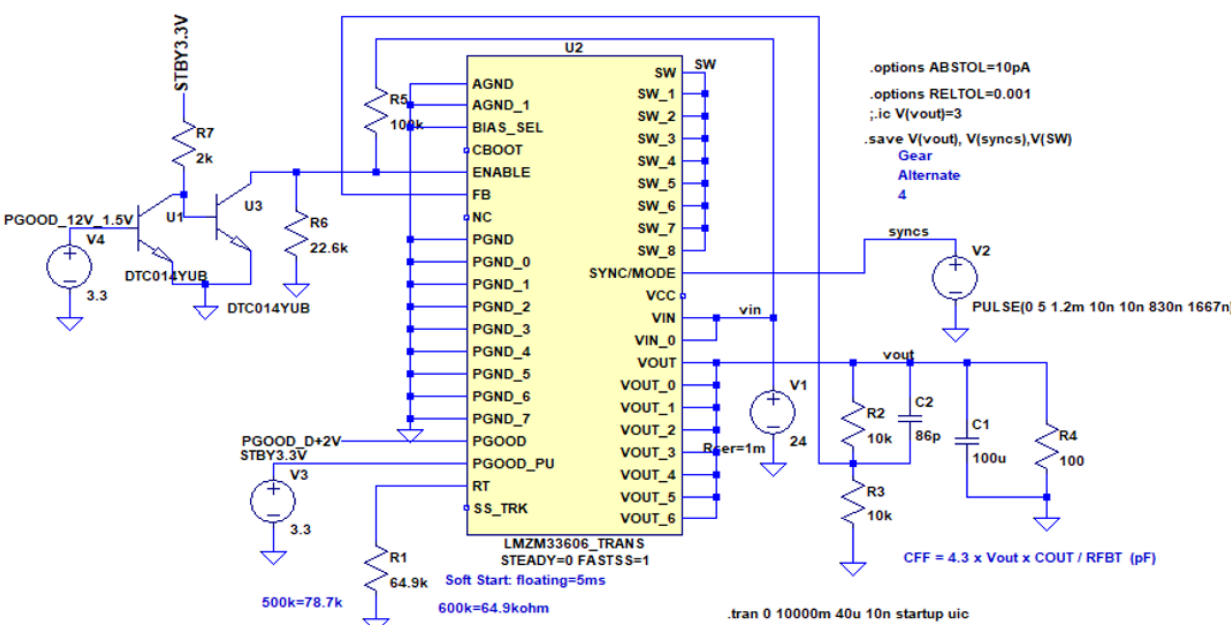 U2
STBY3.3V
R7
2k
PGOOD_12V_1.5V
V4
3.3
U1
DTC014YUB
U3
DTC014YUB
R5
R6
22.6k
AGND
AGND_1
BIAS_SEL
CBOOT
ENABLE
FB
NC
PGND
PGND_0
PGND_1
PGND_2
PGND_3
PGND_4
PGND_5
PGND_6
PGND_7
PGOOD
PGOOD_PU
RT
SS_TRK
SW
SW_1
SW_2
SW_3
SW_4
SW_5
SW_6
SW_7
SW_8
SYNC/MODE
VCC
VIN
VIN_0
VOUT
VOUT_0
VOUT_1
VOUT_2
VOUT_3
VOUT_4
VOUT_5
VOUT_6
LMZM33606_TRANS
STEADY=0 FASTSS=1
SW
.options ABSTOL=10pA
.options RELTOL=0.001
;.ic V(vout)=3
.save V(vout), V(syncs),V(SW)
Gear
Alternate
4
syncs
V2
PULSE(0 5 1.2m 10n 10n 830n 1667n)
vin
V1
24
Rser=1m
vout
R2
10k
C2
86p
C1
100u
R4
100
R3
10k
CFF = 4.3 x Vout x COUT / RFBT (pF)
PGOOD_D+2V
STBY3.3V
V3
3.3
R1
64.9k
Soft Start: floating=5ms
500k=78.7k
600k=64.9kohm
.tran 0 10000m 40u 10n startup uic